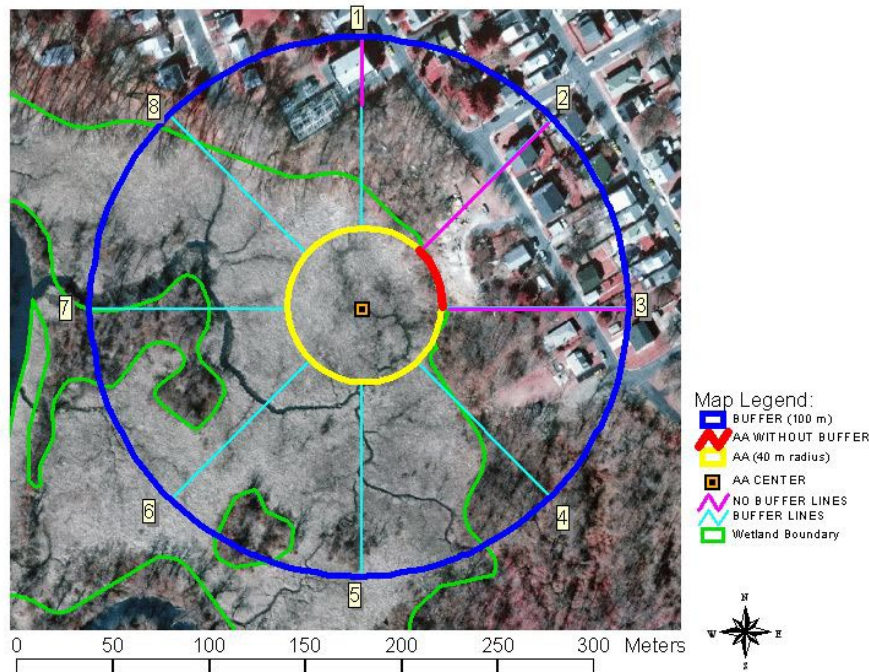 1
2
8
7
3
6
4
5
Map Legend:
BUFFER (100 m)
AA WITHOUT BUFFER
AA (40 m radius)
AA CENTER
NO BUFFER LINES
BUFFER LINES
Wetland Boundary
N
W E
S
0 50 100 150 200 250 300 Meters